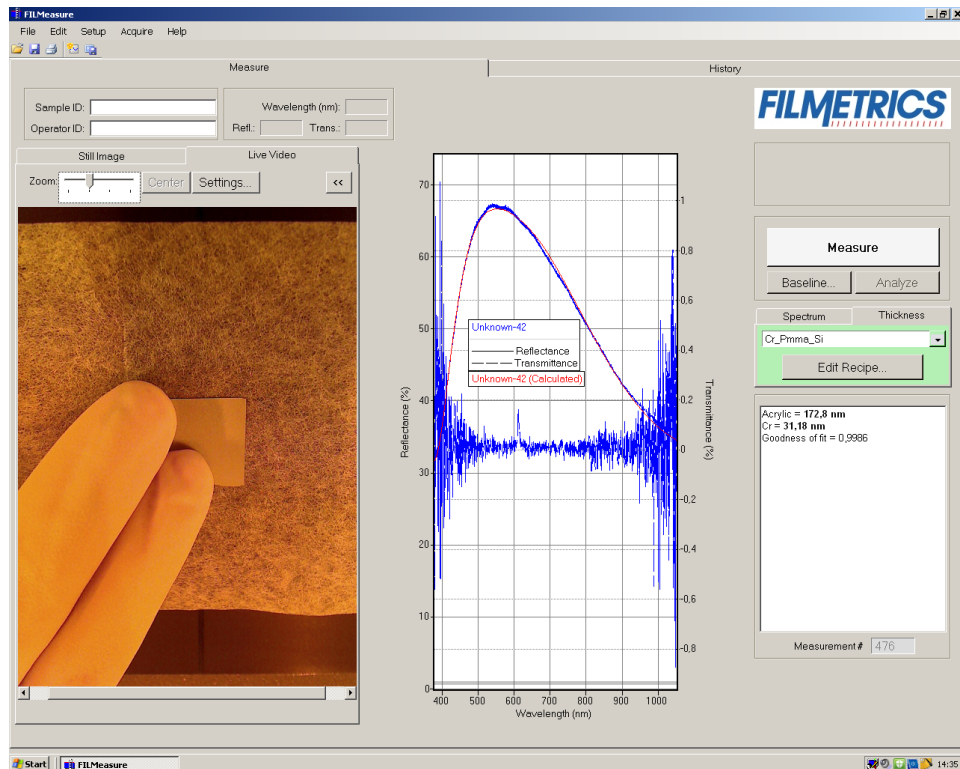 FILMeasure
File Edit Setup Acquire Help
Measure History
Sample ID:
Operator ID:
Wavelength (nm):
Refl.: Trans.:
FILMETRICS
Still Image Live Video
Zoom: Center Settings... <<
Measure
Baseline... Analyze
Spectrum Thickness
Cr_Pmma_Si
Edit Recipe...
Acrylic = 172,8 nm
Cr = 31,18 nm
Goodness of fit = 0,9986
Measurement # 476
70
60
50
40
30
20
10
0
Reflectance (%)
Unknown-42
Reflectance
Transmittance
Unknown-42 (Calculated)
1
0,8
0,6
0,4
0,2
0
-0,2
-0,4
-0,6
-0,8
Transmittance (%)
400 500 600 700 800 900 1000
Wavelength (nm)
Start FILMeasure 14:35